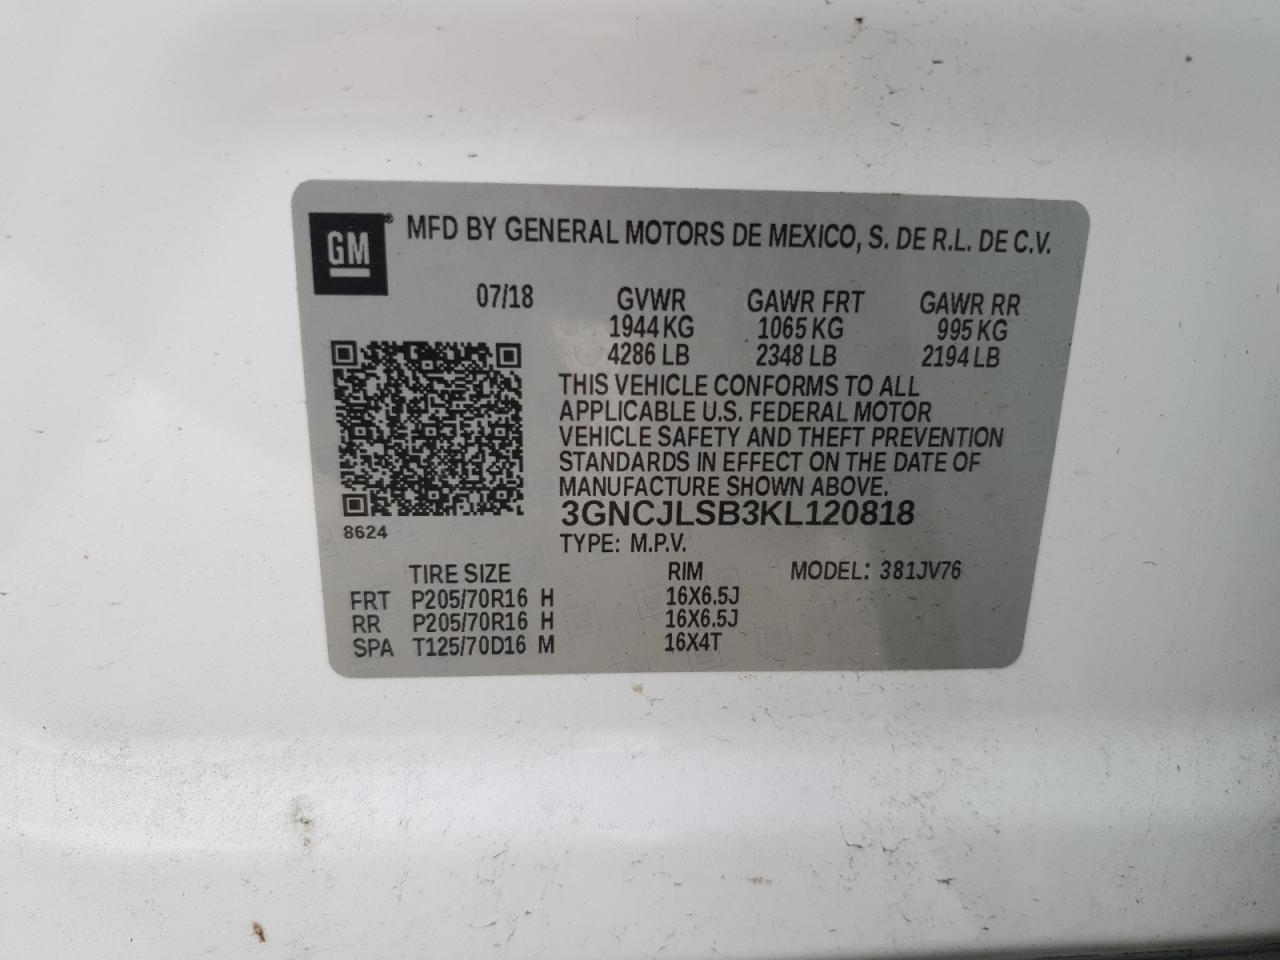 GM ® MFD BY GENERAL MOTORS DE MEXICO, S. DE R.L. DE C.V.
07/18 GVWR GAWR FRT GAWR RR
1944 KG 1065 KG 995 KG
4286 LB 2348 LB 2194 LB
THIS VEHICLE CONFORMS TO ALL
APPLICABLE U.S. FEDERAL MOTOR
VEHICLE SAFETY AND THEFT PREVENTION
STANDARDS IN EFFECT ON THE DATE OF
MANUFACTURE SHOWN ABOVE.
3GNCJLSB3KL120818
8624
TYPE: M.P.V.
TIRE SIZE RIM MODEL: 381JV76
FRT P205/70R16 H 16X6.5J
RR P205/70R16 H 16X6.5J
SPA T125/70D16 M 16X4T